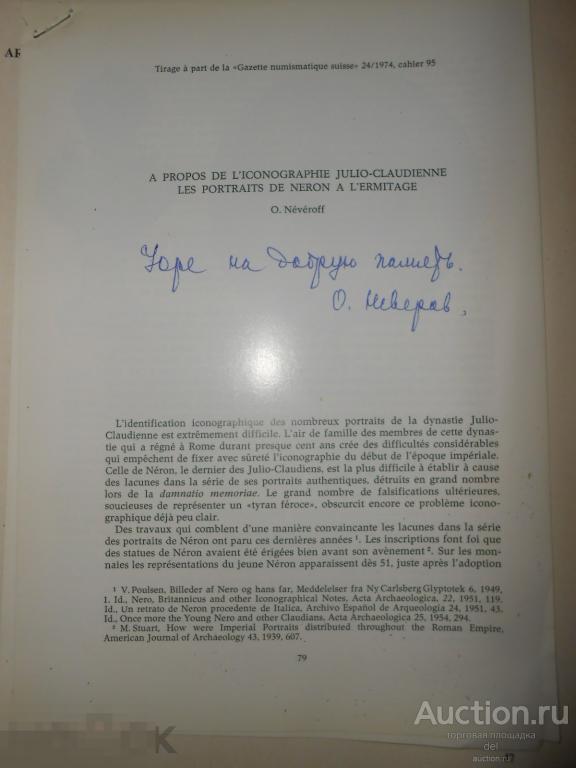 AR
Tirage à part de la «Gazette numismatique suisse» 24/1974, cahier 95
A PROPOS DE L'ICONOGRAPHIE JULIO-CLAUDIENNE
LES PORTRAITS DE NERON A L'ERMITAGE
O. Névéroff
Юре на добрую память.
О. Неверов,
L'identification iconographique des nombreux portraits de la dynastie Julio-
Claudienne est extrêmement difficile. L'air de famille des membres de cette dynas-
tie qui a régné à Rome durant presque cent ans crée des difficultés considérables
qui empêchent de fixer avec sûreté l'iconographie du début de l'époque impériale.
Celle de Néron, le dernier des Julio-Claudiens, est la plus difficile à établir à cause
des lacunes dans la série de ses portraits authentiques, détruits en grand nombre
lors de la damnatio memoriae. Le grand nombre de falsifications ultérieures,
soucieuses de représenter un «tyran féroce», obscurcit encore ce problème icono-
graphique déjà peu clair.
Des travaux qui comblent d'une manière convaincante les lacunes dans la série
des portraits de Néron ont paru ces dernières années ¹. Les inscriptions font foi que
des statues de Néron avaient été érigées bien avant son avènement ². Sur les mon-
naies les représentations du jeune Néron apparaissent dès 51, juste après l'adoption
¹ V. Poulsen, Billeder af Nero og hans far, Meddelelser fra Ny Carlsberg Glyptotek 6, 1949,
1. Id., Nero, Britannicus and other Iconographical Notes, Acta Archaeologica, 22, 1951, 119.
Id., Un retrato de Neron procedente de Italica, Archivo Español de Arqueologia 24, 1951, 43.
Id., Once more the Young Nero and other Claudians, Acta Archaeologica 25, 1954, 294.
² M. Stuart, How were Imperial Portraits distributed throughout the Roman Empire,
American Journal of Archaeology 43, 1939, 607.
79
Auction.ru
торговая площадка
del
auction.ru